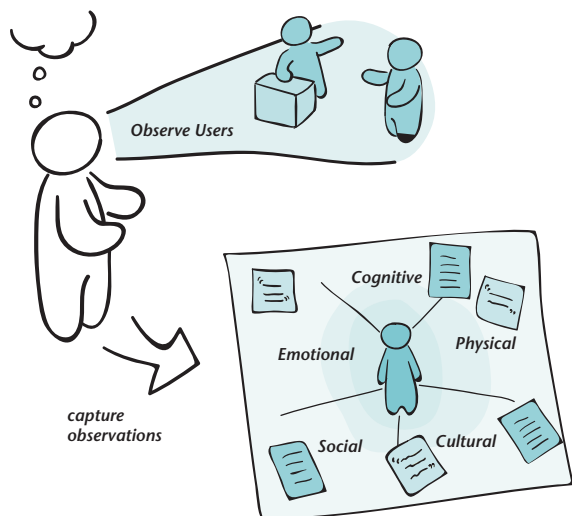 Observe Users
Cognitive
Emotional
Physical
capture
observations
Social
Cultural